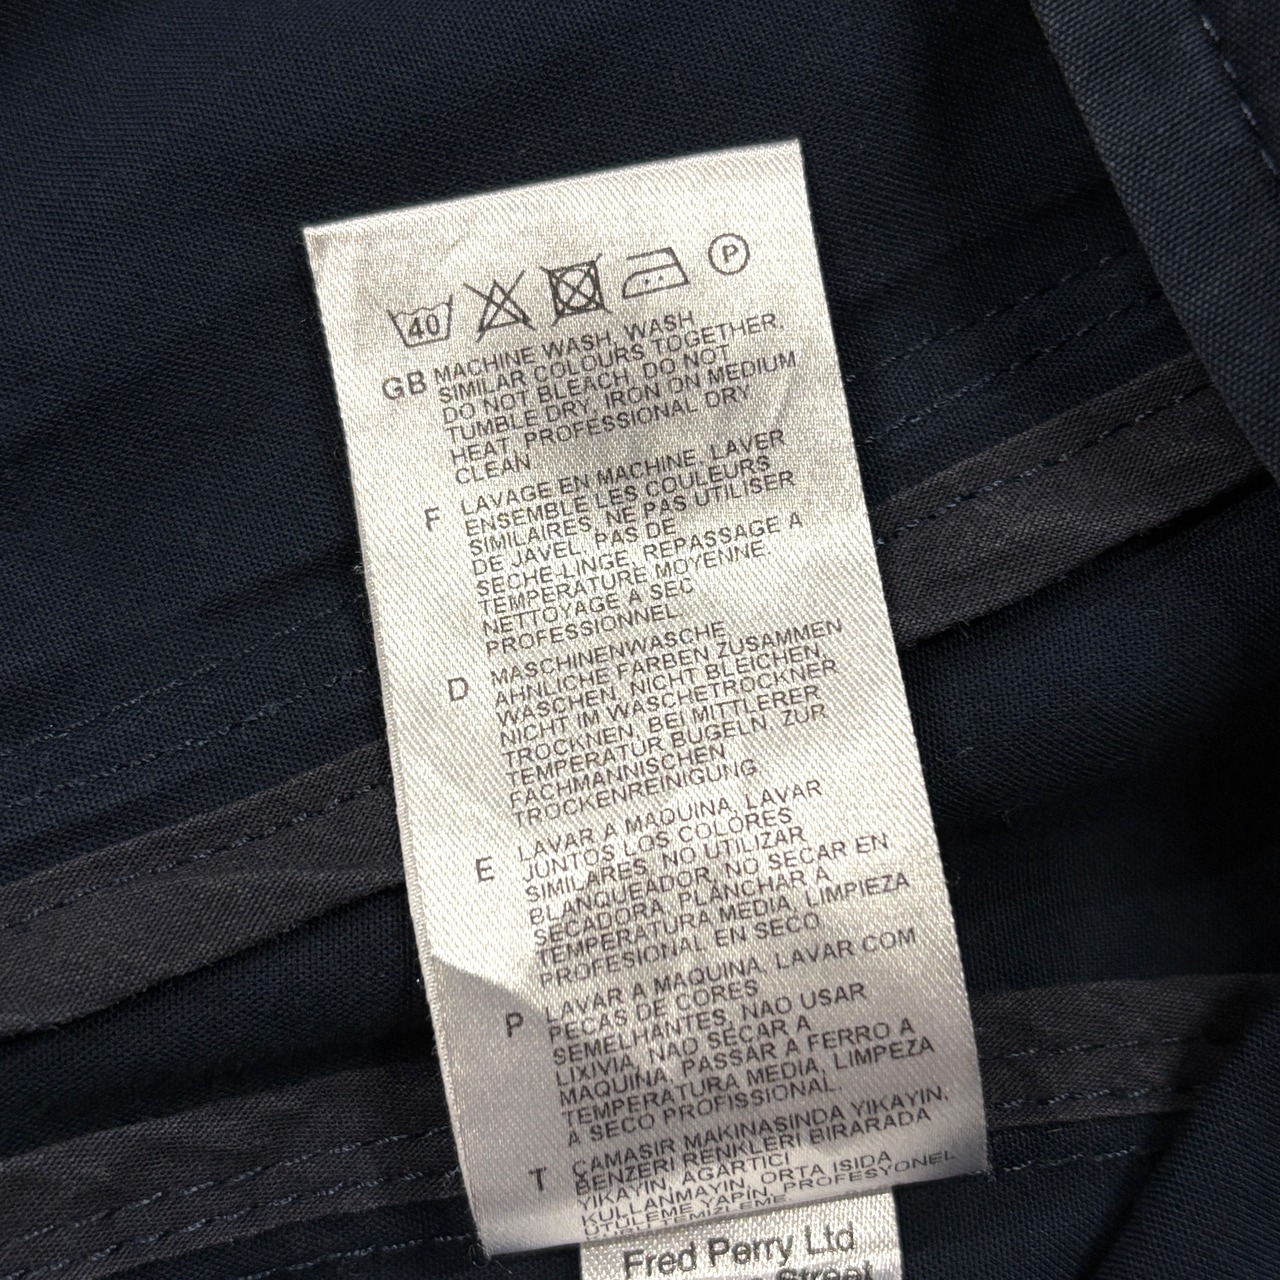 40 P
GB MACHINE WASH, WASH
SIMILAR COLOURS TOGETHER,
DO NOT BLEACH, DO NOT
TUMBLE DRY, IRON ON MEDIUM
HEAT, PROFESSIONAL DRY
CLEAN
F LAVAGE EN MACHINE, LAVER
ENSEMBLE LES COULEURS
SIMILAIRES, NE PAS UTILISER
DE JAVEL, PAS DE
SECHE-LINGE, REPASSAGE A
TEMPERATURE MOYENNE.
NETTOYAGE A SEC
PROFESSIONNEL.
D MASCHINENWASCHE
AHNLICHE FARBEN ZUSAMMEN
WASCHEN, NICHT BLEICHEN,
NICHT IM WASCHETROCKNER
TROCKNEN, BEI MITTLERER
TEMPERATUR BUGELN, ZUR
FACHMANNISCHEN
TROCKENREINIGUNG
E LAVAR A MAQUINA, LAVAR
JUNTOS LOS COLORES
SIMILARES, NO UTILIZAR
BLANQUEADOR, NO SECAR EN
SECADORA, PLANCHAR A
TEMPERATURA MEDIA, LIMPIEZA
PROFESIONAL EN SECO
P LAVAR A MAQUINA, LAVAR COM
PECAS DE CORES
SEMELHANTES, NAO USAR
LIXIVIA, NAO SECAR A
MAQUINA, PASSAR A FERRO A
TEMPERATURA MEDIA, LIMPEZA
A SECO PROFISSIONAL.
T CAMASIR MAKINASINDA YIKAYIN,
BENZERI RENKLERI BIRARADA
YIKAYIN, AGARTICI
KULLANMAYIN, ORTA ISIDA
UTULEME YAPIN, PROFESYONEL
KURU TEMIZLEME
Fred Perry Ltd
Street